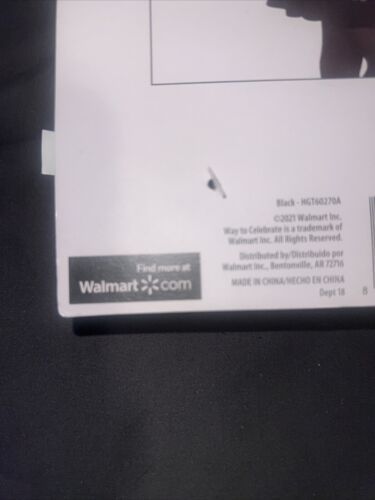 Black - HGT60270A
©2021 Walmart Inc.
Way to Celebrate is a trademark of
Walmart Inc. All Rights Reserved.
Distributed by/Distribuido por
Walmart Inc., Bentonville, AR 72716
MADE IN CHINA/HECHO EN CHINA
Dept 18
8
Find more at
Walmart com